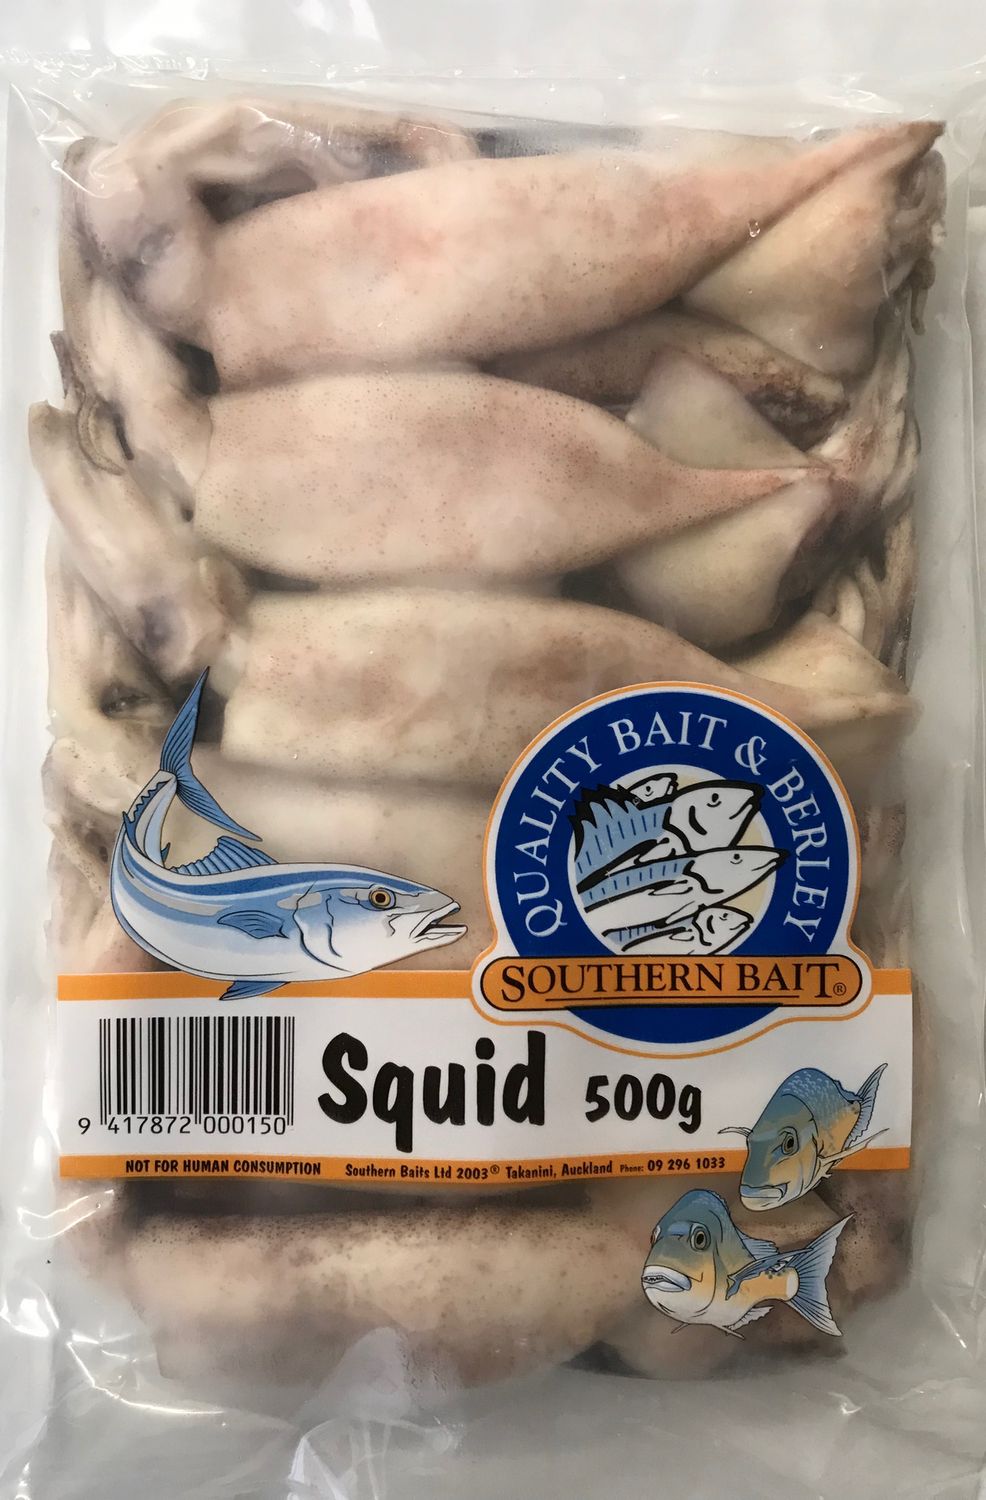 QUALITY BAIT & BERLEY
SOUTHERN BAIT®
Squid 500g
9 417872 000150
NOT FOR HUMAN CONSUMPTION Southern Baits Ltd 2003® Takanini, Auckland Phone: 09 296 1033